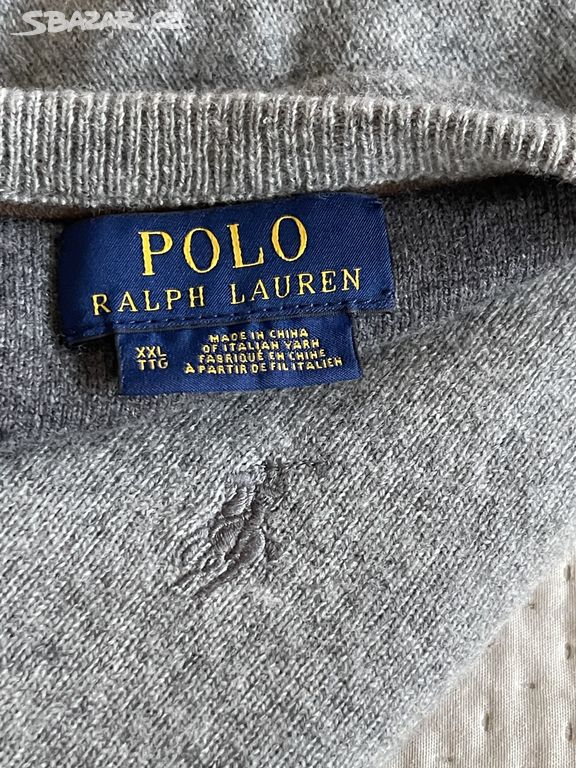 SBAZAR.cz
POLO
RALPH LAUREN
XXL
TTG
MADE IN CHINA
OF ITALIAN YARN
FABRIQUÉ EN CHINE
À PARTIR DE FIL ITALIEN